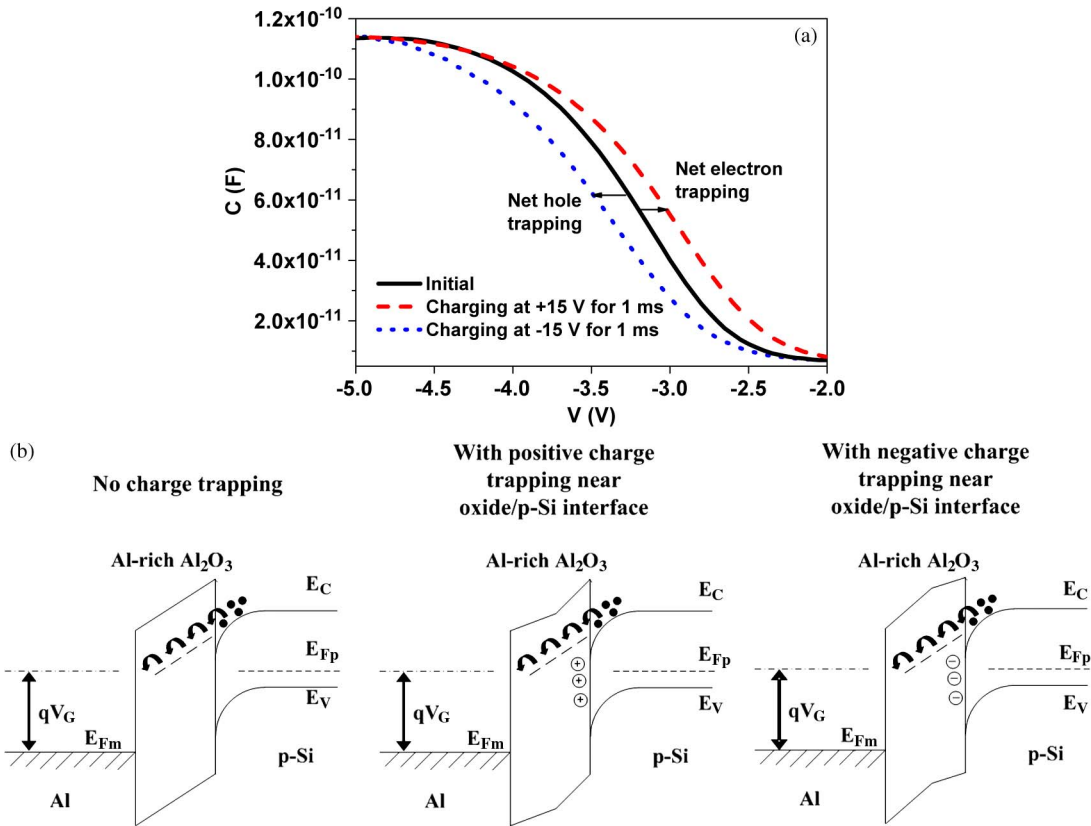 (a)
1.2x10-10
1.0x10-10
8.0x10-11
6.0x10-11
4.0x10-11
2.0x10-11
C (F)
Net electron
trapping
Net hole
trapping
Initial
Charging at +15 V for 1 ms
Charging at -15 V for 1 ms
-5.0 -4.5 -4.0 -3.5 -3.0 -2.5 -2.0
V (V)
(b)
No charge trapping
With positive charge
trapping near
oxide/p-Si interface
With negative charge
trapping near
oxide/p-Si interface
Al-rich Al2O3
EC
EFp
EV
qVG
EFm
p-Si
Al
Al-rich Al2O3
EC
EFp
EV
+
+
+
qVG
EFm
p-Si
Al
Al-rich Al2O3
EC
EFp
EV
−
−
−
qVG
EFm
p-Si
Al